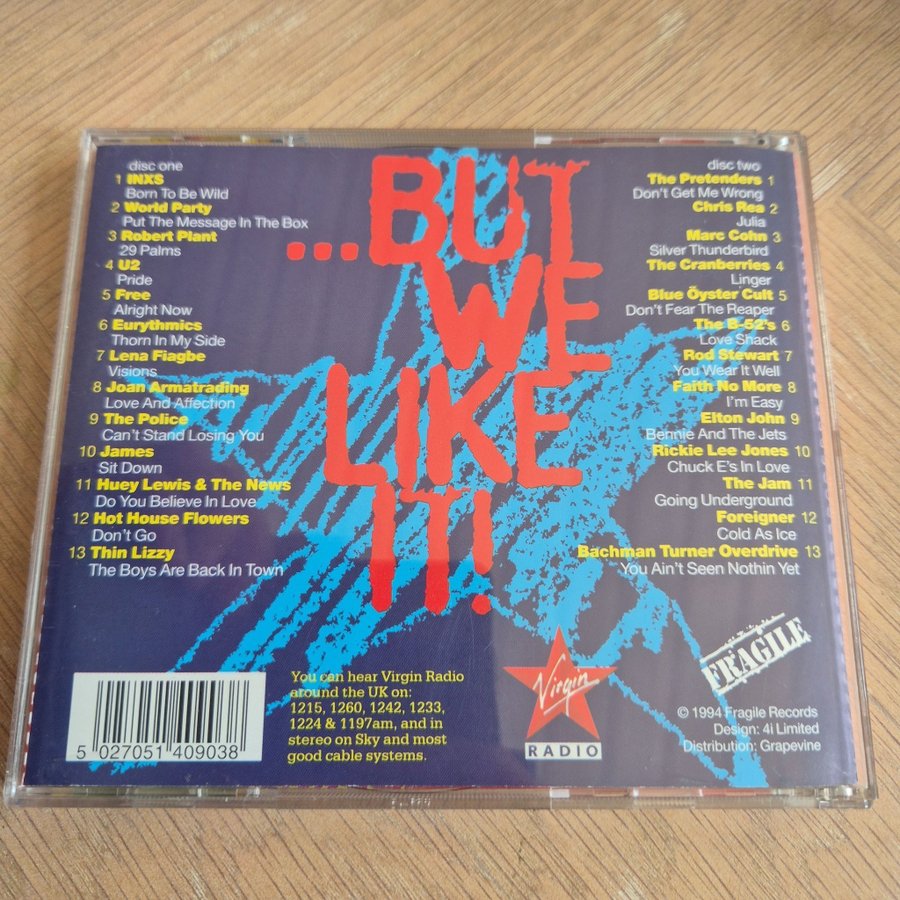 disc one
1 INXS
Born To Be Wild
2 World Party
Put The Message In The Box
3 Robert Plant
29 Palms
4 U2
Pride
5 Free
Alright Now
6 Eurythmics
Thorn In My Side
7 Lena Fiagbe
Visions
8 Joan Armatrading
Love And Affection
9 The Police
Can't Stand Losing You
10 James
Sit Down
11 Huey Lewis & The News
Do You Believe In Love
12 Hot House Flowers
Don't Go
13 Thin Lizzy
The Boys Are Back In Town
...BUT
WE
LIKE
IT!
disc two
The Pretenders 1
Don't Get Me Wrong
Chris Rea 2
Julia
Marc Cohn 3
Silver Thunderbird
The Cranberries 4
Linger
Blue Öyster Cult 5
Don't Fear The Reaper
The B-52's 6
Love Shack
Rod Stewart 7
You Wear It Well
Faith No More 8
I'm Easy
Elton John 9
Bennie And The Jets
Rickie Lee Jones 10
Chuck E's In Love
The Jam 11
Going Underground
Foreigner 12
Cold As Ice
Bachman Turner Overdrive 13
You Ain't Seen Nothin Yet
5 027051 409038
You can hear Virgin Radio
around the UK on:
1215, 1260, 1242, 1233,
1224 & 1197am, and in
stereo on Sky and most
good cable systems.
Virgin
RADIO
FRAGILE
© 1994 Fragile Records
Design: 4i Limited
Distribution: Grapevine